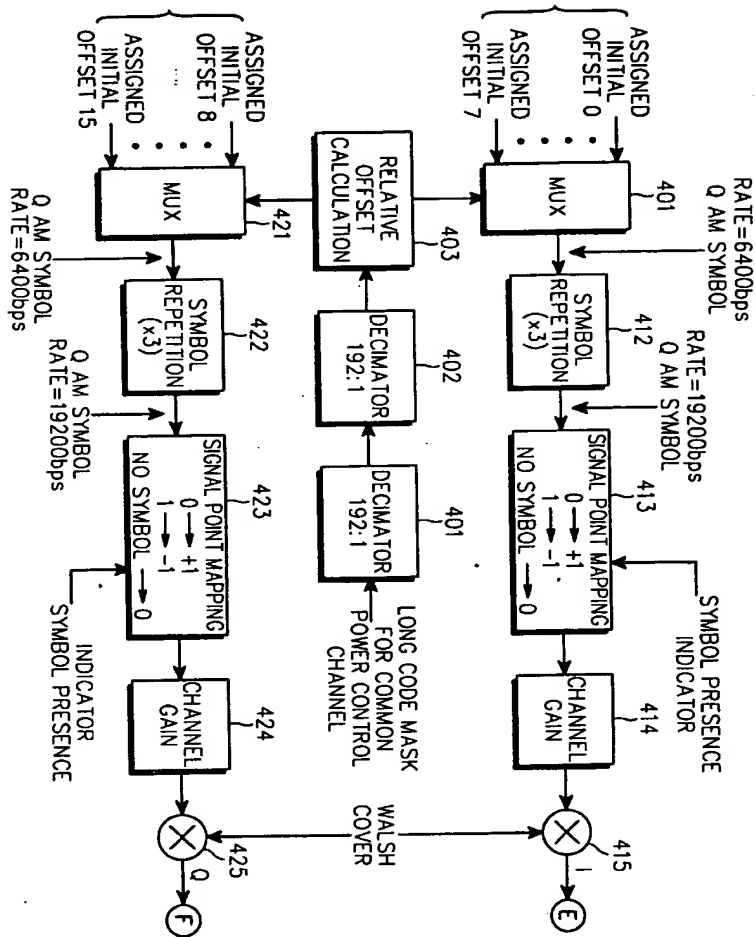 ASSIGNED
INITIAL
OFFSET 0
ASSIGNED
INITIAL
OFFSET 7
MUX
401
Q AM SYMBOL
RATE=6400bps
SYMBOL
REPETITION
(×3)
412
Q AM SYMBOL
RATE=19200bps
SIGNAL POINT MAPPING
0 → +1
1 → -1
NO SYMBOL → 0
413
SYMBOL PRESENCE
INDICATOR
CHANNEL
GAIN
414
415
I
E
RELATIVE
OFFSET
CALCULATION
403
DECIMATOR
192:1
402
DECIMATOR
192:1
401
LONG CODE MASK
FOR COMMON
POWER CONTROL
CHANNEL
WALSH
COVER
ASSIGNED
INITIAL
OFFSET 8
ASSIGNED
INITIAL
OFFSET 15
MUX
421
Q AM SYMBOL
RATE=6400bps
SYMBOL
REPETITION
(×3)
422
Q AM SYMBOL
RATE=19200bps
SIGNAL POINT MAPPING
0 → +1
1 → -1
NO SYMBOL → 0
423
INDICATOR
SYMBOL PRESENCE
CHANNEL
GAIN
424
425
Q
F